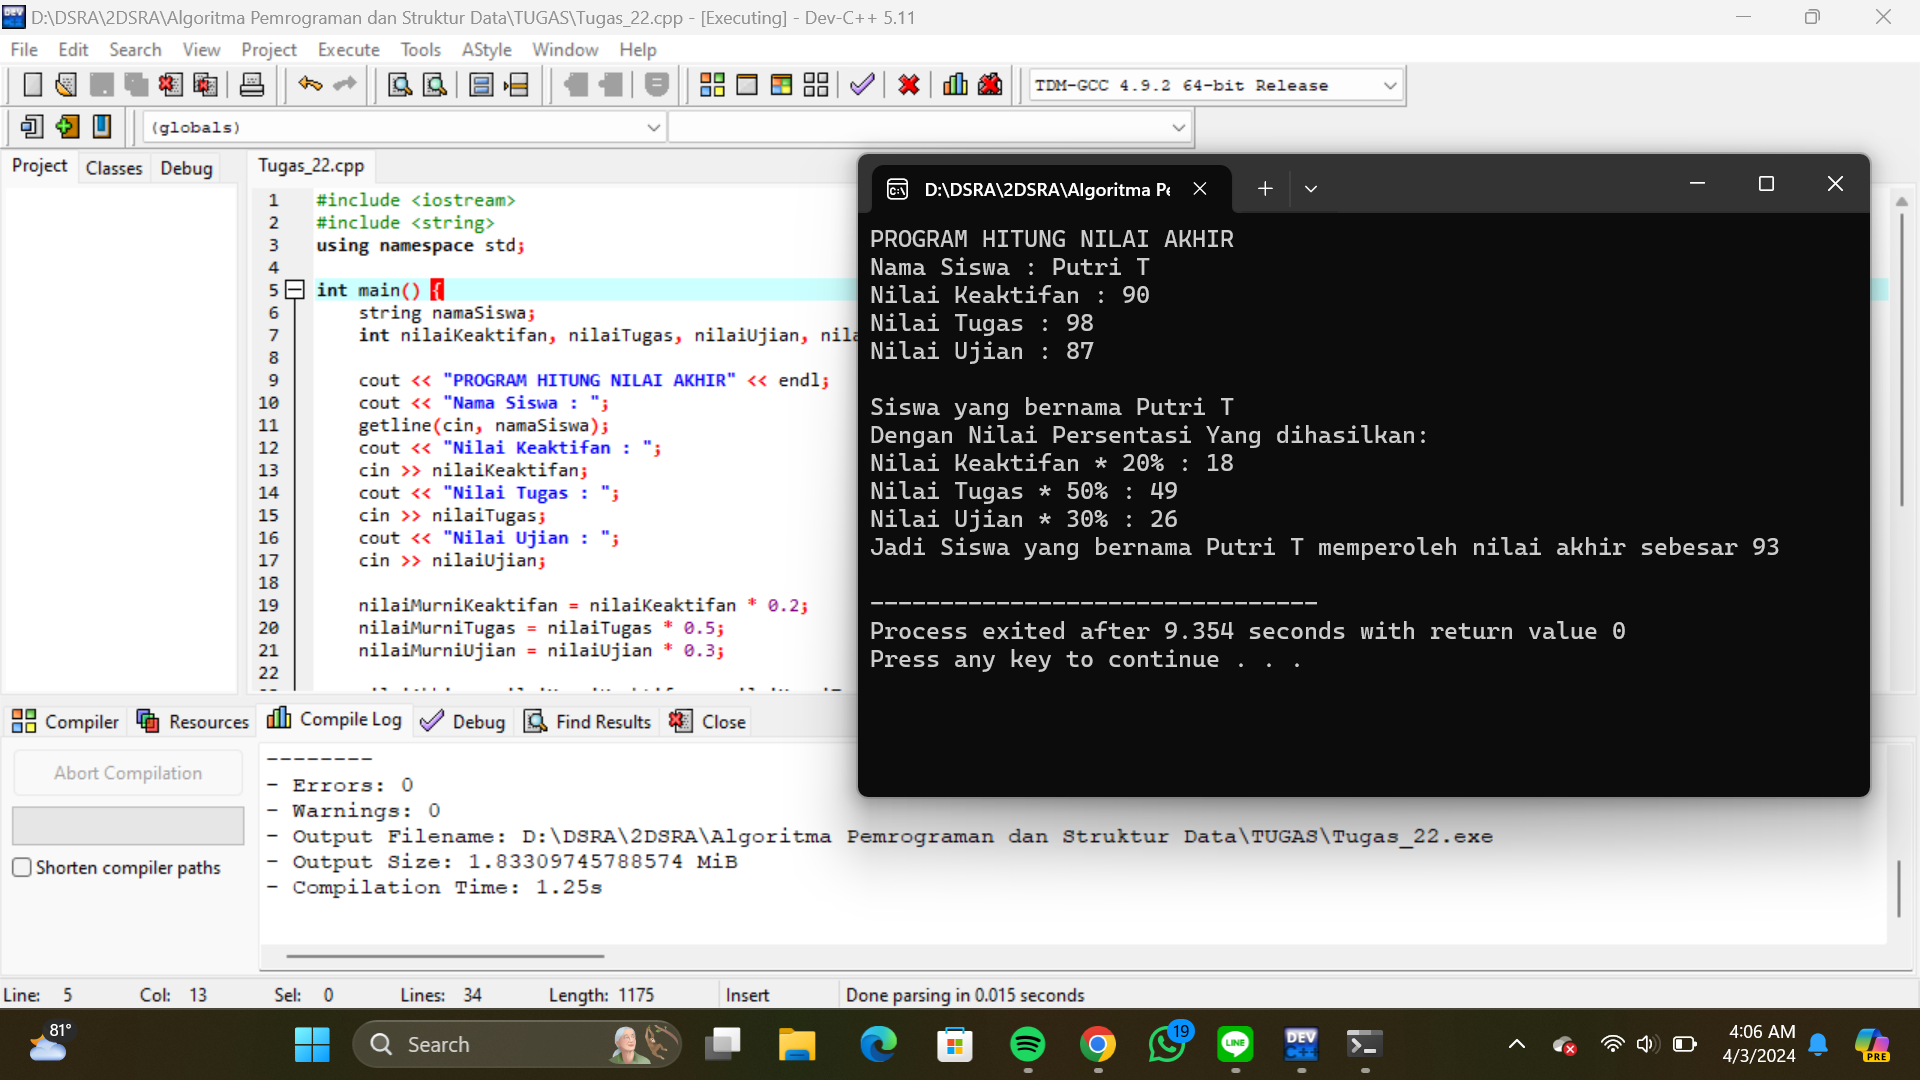 D:\DSRA\2DSRA\Algoritma Pemrograman dan Struktur Data\TUGAS\Tugas_22.cpp - [Executing] - Dev-C++ 5.11
File Edit Search View Project Execute Tools AStyle Window Help
TDM-GCC 4.9.2 64-bit Release
(globals)
Project Classes Debug
Tugas_22.cpp
1 #include <iostream>
2 #include <string>
3 using namespace std;
4
5 int main() {
6 string namaSiswa;
7 int nilaiKeaktifan, nilaiTugas, nilaiUjian, nila
8
9 cout << "PROGRAM HITUNG NILAI AKHIR" << endl;
10 cout << "Nama Siswa : ";
11 getline(cin, namaSiswa);
12 cout << "Nilai Keaktifan : ";
13 cin >> nilaiKeaktifan;
14 cout << "Nilai Tugas : ";
15 cin >> nilaiTugas;
16 cout << "Nilai Ujian : ";
17 cin >> nilaiUjian;
18
19 nilaiMurniKeaktifan = nilaiKeaktifan * 0.2;
20 nilaiMurniTugas = nilaiTugas * 0.5;
21 nilaiMurniUjian = nilaiUjian * 0.3;
22
D:\DSRA\2DSRA\Algoritma Pe
PROGRAM HITUNG NILAI AKHIR
Nama Siswa : Putri T
Nilai Keaktifan : 90
Nilai Tugas : 98
Nilai Ujian : 87
Siswa yang bernama Putri T
Dengan Nilai Persentasi Yang dihasilkan:
Nilai Keaktifan * 20% : 18
Nilai Tugas * 50% : 49
Nilai Ujian * 30% : 26
Jadi Siswa yang bernama Putri T memperoleh nilai akhir sebesar 93
--------------------------------
Process exited after 9.354 seconds with return value 0
Press any key to continue . . .
Compiler Resources Compile Log Debug Find Results Close
Abort Compilation
Shorten compiler paths
--------
- Errors: 0
- Warnings: 0
- Output Filename: D:\DSRA\2DSRA\Algoritma Pemrograman dan Struktur Data\TUGAS\Tugas_22.exe
- Output Size: 1.83309745788574 MiB
- Compilation Time: 1.25s
Line: 5 Col: 13 Sel: 0 Lines: 34 Length: 1175 Insert Done parsing in 0.015 seconds
81°
Search
19
LINE
DEV C++
4:06 AM
4/3/2024
PRE